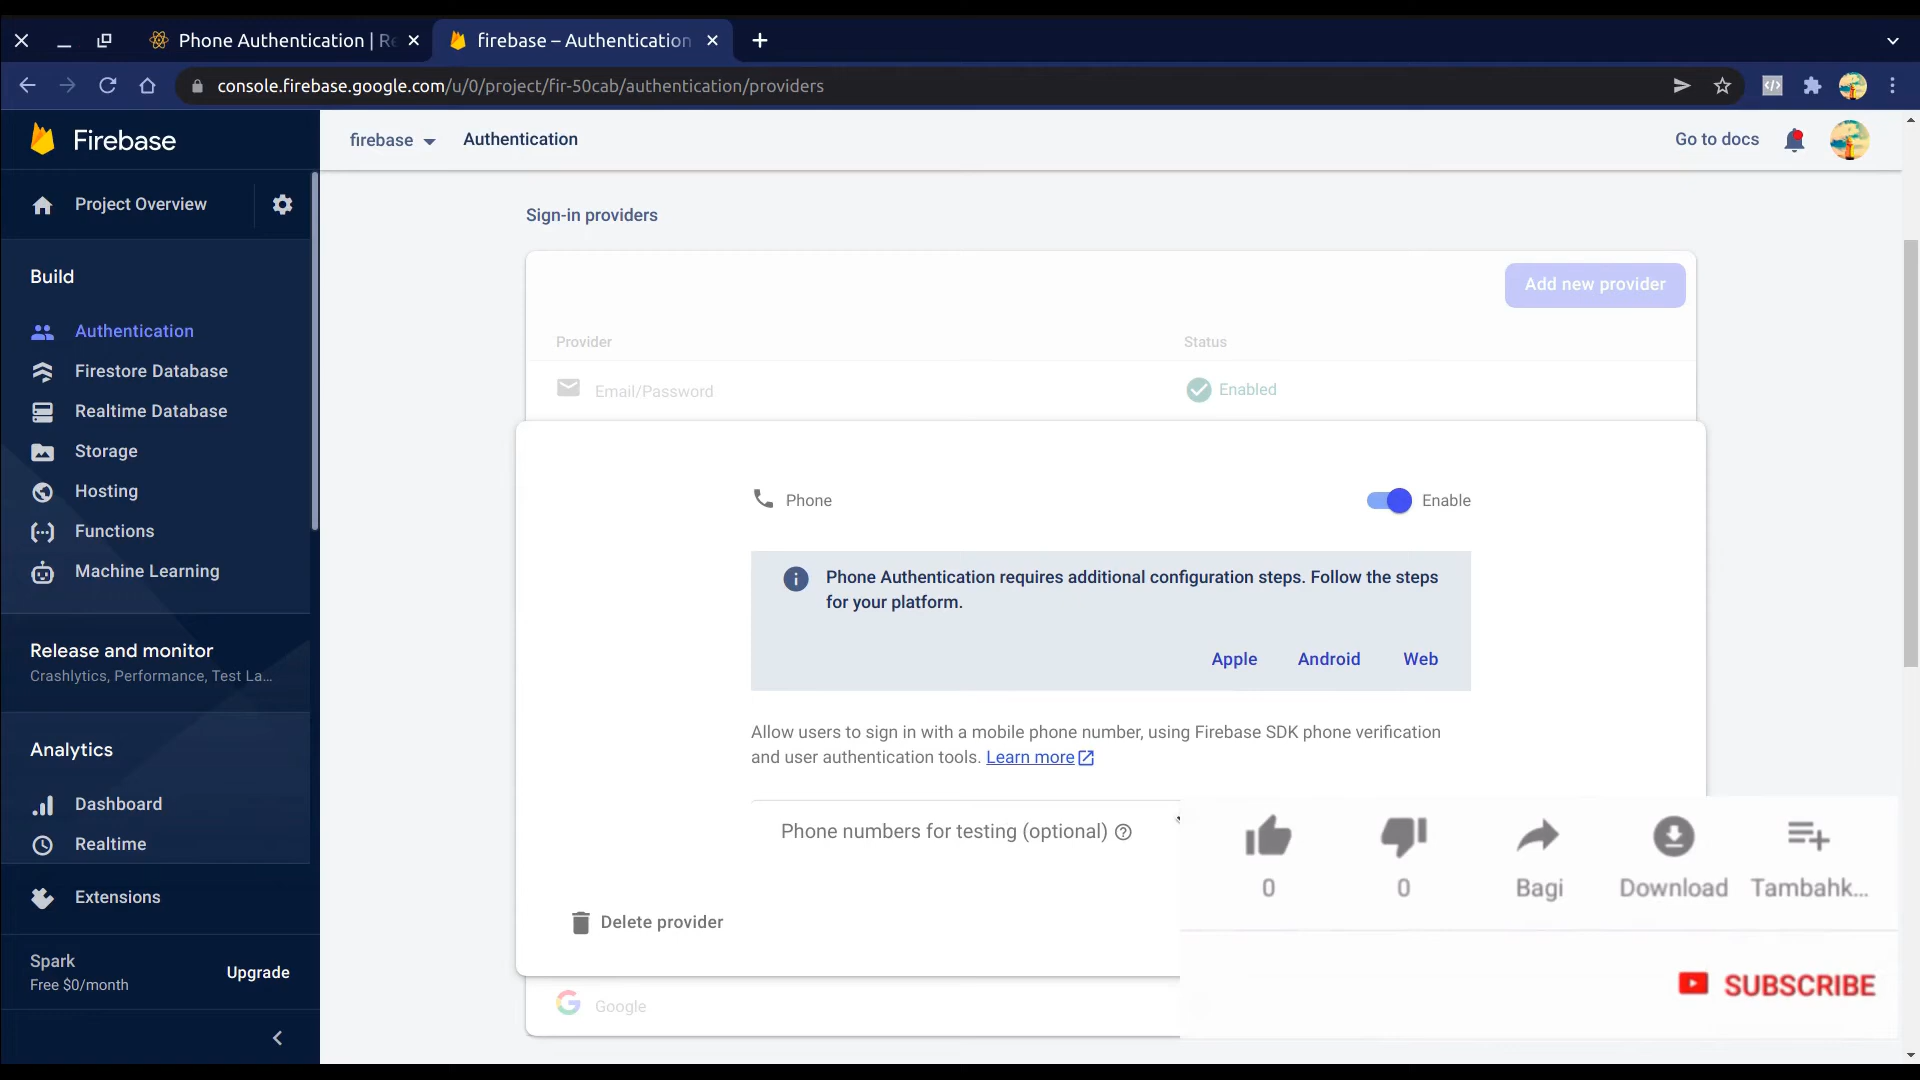 Phone Authentication | Re
firebase – Authentication
console.firebase.google.com/u/0/project/fir-50cab/authentication/providers
Firebase
firebase
Authentication
Go to docs
Project Overview
Build
Authentication
Firestore Database
Realtime Database
Storage
Hosting
Functions
Machine Learning
Release and monitor
Crashlytics, Performance, Test La...
Analytics
Dashboard
Realtime
Extensions
Spark
Free $0/month
Upgrade
Sign-in providers
Add new provider
Provider
Status
Email/Password
Enabled
Phone
Enable
Phone Authentication requires additional configuration steps. Follow the steps
for your platform.
Apple
Android
Web
Allow users to sign in with a mobile phone number, using Firebase SDK phone verification
and user authentication tools. Learn more
Phone numbers for testing (optional)
Delete provider
Google
0
0
Bagi
Download
Tambahk...
SUBSCRIBE